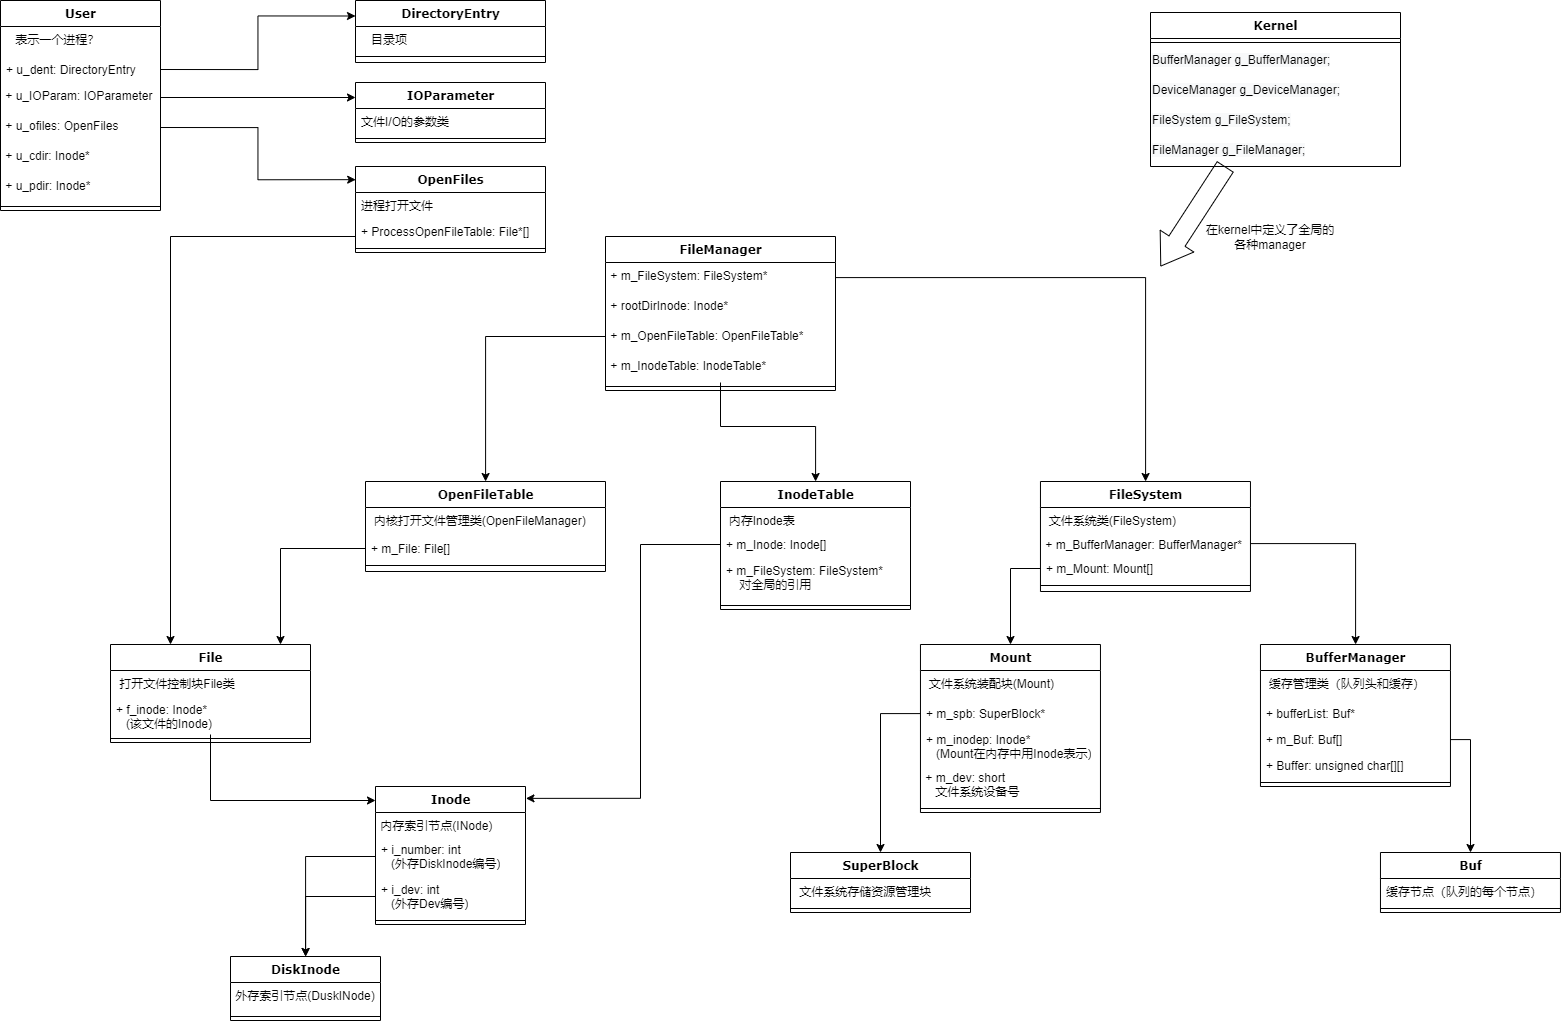 User
表示一个进程?
+ u_dent: DirectoryEntry
+ u_IOParam: IOParameter
+ u_ofiles: OpenFiles
+ u_cdir: Inode*
+ u_pdir: Inode*
DirectoryEntry
目录项
IOParameter
文件I/O的参数类
OpenFiles
进程打开文件
+ ProcessOpenFileTable: File*[]
Kernel
BufferManager g_BufferManager;
DeviceManager g_DeviceManager;
FileSystem g_FileSystem;
FileManager g_FileManager;
在kernel中定义了全局的
各种manager
FileManager
+ m_FileSystem: FileSystem*
+ rootDirInode: Inode*
+ m_OpenFileTable: OpenFileTable*
+ m_InodeTable: InodeTable*
OpenFileTable
内核打开文件管理类(OpenFileManager)
+ m_File: File[]
InodeTable
内存Inode表
+ m_Inode: Inode[]
+ m_FileSystem: FileSystem*
对全局的引用
FileSystem
文件系统类(FileSystem)
+ m_BufferManager: BufferManager*
+ m_Mount: Mount[]
File
打开文件控制块File类
+ f_inode: Inode*
(该文件的Inode)
Mount
文件系统装配块(Mount)
+ m_spb: SuperBlock*
+ m_inodep: Inode*
(Mount在内存中用Inode表示)
+ m_dev: short
文件系统设备号
BufferManager
缓存管理类（队列头和缓存）
+ bufferList: Buf*
+ m_Buf: Buf[]
+ Buffer: unsigned char[][]
Inode
内存索引节点(INode)
+ i_number: int
(外存DiskInode编号)
+ i_dev: int
(外存Dev编号)
SuperBlock
文件系统存储资源管理块
Buf
缓存节点（队列的每个节点）
DiskInode
外存索引节点(DuskINode)